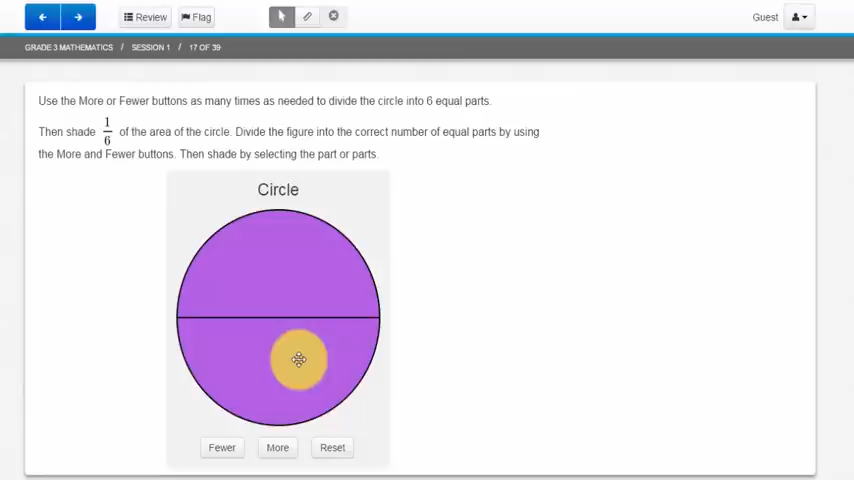 Review Flag Guest
GRADE 3 MATHEMATICS / SESSION 1 / 17 OF 39
Use the More or Fewer buttons as many times as needed to divide the circle into 6 equal parts.
Then shade 1/6 of the area of the circle. Divide the figure into the correct number of equal parts by using
the More and Fewer buttons. Then shade by selecting the part or parts.
Circle
Fewer More Reset